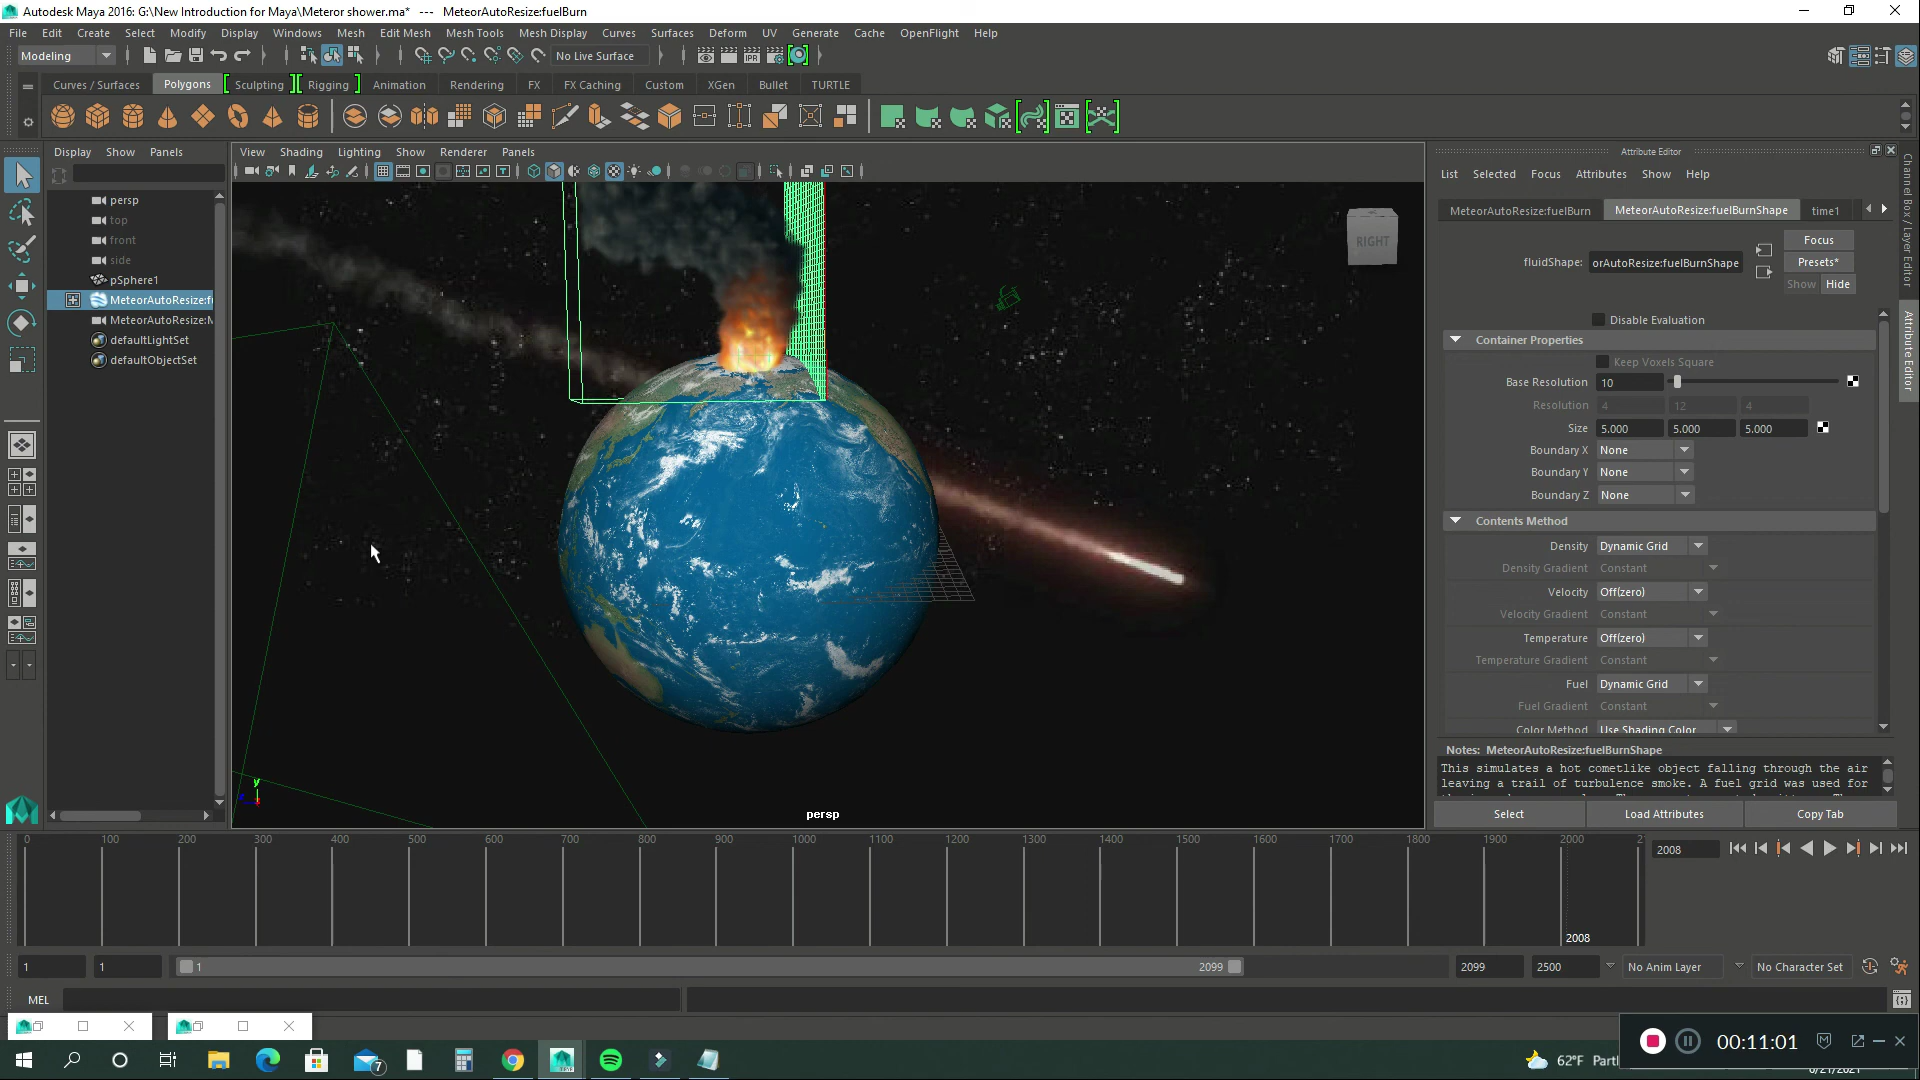 Autodesk Maya 2016: G:\New Introduction for Maya\Meteror shower.ma* --- MeteorAutoResize:fuelBurn
File Edit Create Select Modify Display Windows Mesh Edit Mesh Mesh Tools Mesh Display Curves Surfaces Deform UV Generate Cache OpenFlight Help
Modeling No Live Surface
Curves / Surfaces Polygons Sculpting Rigging Animation Rendering FX FX Caching Custom XGen Bullet TURTLE
Display Show Panels
View Shading Lighting Show Renderer Panels
persp
top
front
side
pSphere1
MeteorAutoResize:f
MeteorAutoResize:M
defaultLightSet
defaultObjectSet
RIGHT
y
persp
Attribute Editor
List Selected Focus Attributes Show Help
MeteorAutoResize:fuelBurn MeteorAutoResize:fuelBurnShape time1
Focus
fluidShape: orAutoResize:fuelBurnShape Presets*
Show Hide
Disable Evaluation
Container Properties
Keep Voxels Square
Base Resolution 10
Resolution 4 12 4
Size 5.000 5.000 5.000
Boundary X None
Boundary Y None
Boundary Z None
Contents Method
Density Dynamic Grid
Density Gradient Constant
Velocity Off(zero)
Velocity Gradient Constant
Temperature Off(zero)
Temperature Gradient Constant
Fuel Dynamic Grid
Fuel Gradient Constant
Color Method Use Shading Color
Notes: MeteorAutoResize:fuelBurnShape
This simulates a hot cometlike object falling through the air
leaving a trail of turbulence smoke. A fuel grid was used for
Select Load Attributes Copy Tab
Channel Box / Layer Editor
Attribute Editor
0 100 200 300 400 500 600 700 800 900 1000 1100 1200 1300 1400 1500 1600 1700 1800 1900 2000 2
2008
2008
1 1 1 2099 2099 2500 No Anim Layer No Character Set
MEL
7
62°F Partl
00:11:01